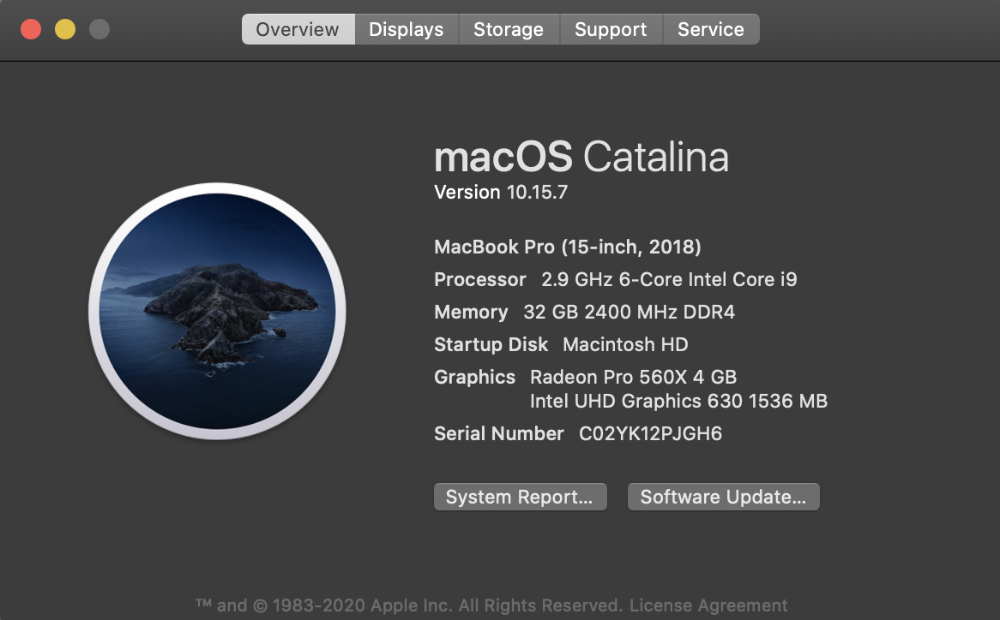 Overview Displays Storage Support Service
macOS Catalina
Version 10.15.7
MacBook Pro (15-inch, 2018)
Processor 2.9 GHz 6-Core Intel Core i9
Memory 32 GB 2400 MHz DDR4
Startup Disk Macintosh HD
Graphics Radeon Pro 560X 4 GB
Intel UHD Graphics 630 1536 MB
Serial Number C02YK12PJGH6
System Report... Software Update...
™ and © 1983-2020 Apple Inc. All Rights Reserved. License Agreement